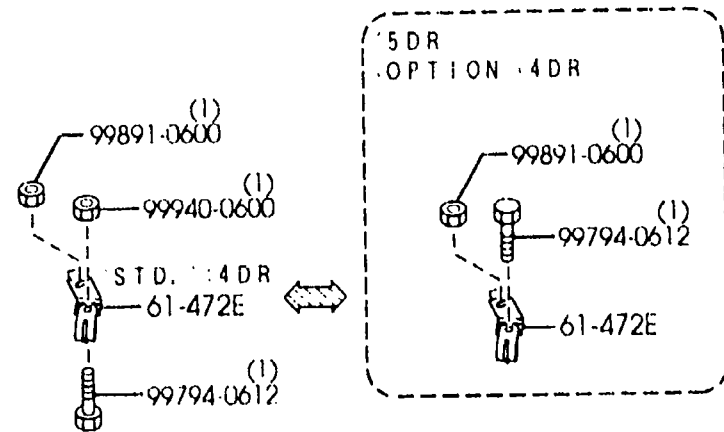 (1)
99891-0600
(1)
99940-0600
STD. :4DR
61-472E
(1)
99794-0612
5DR
OPTION 4DR
(1)
99891-0600
(1)
99794-0612
61-472E